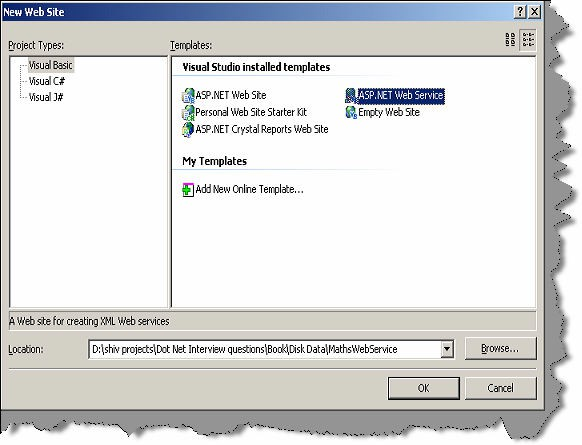 New Web Site
Project Types:
Templates:
Visual Basic
Visual C#
Visual J#
Visual Studio installed templates
ASP.NET Web Site
ASP.NET Web Service
Personal Web Site Starter Kit
Empty Web Site
ASP.NET Crystal Reports Web Site
My Templates
Add New Online Template...
A Web site for creating XML Web services
Location:
D:\shiv projects\Dot Net Interview questions\Book\Disk Data\MathsWebService
Browse...
OK
Cancel